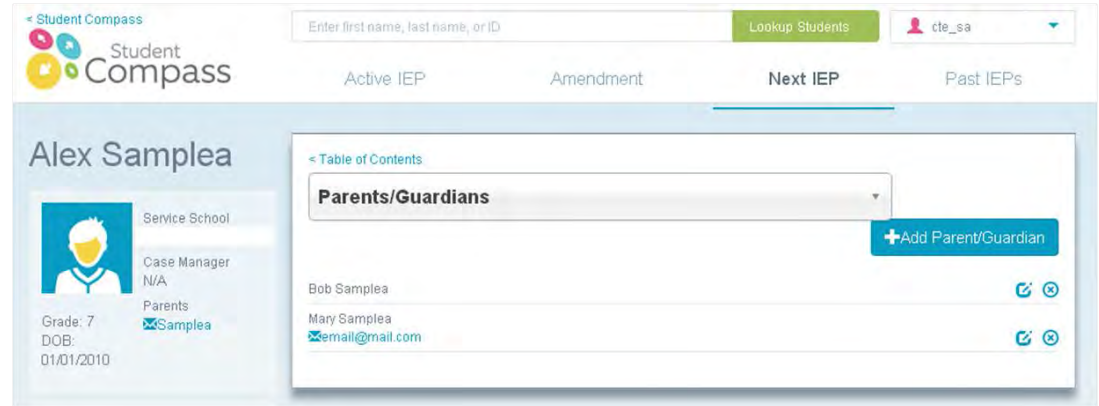 < Student Compass
Student
Compass
Enter first name, last name, or ID
Lookup Students
cte_sa
Active IEP
Amendment
Next IEP
Past IEPs
Alex Samplea
Service School
Case Manager
N/A
Parents
Samplea
Grade: 7
DOB:
01/01/2010
< Table of Contents
Parents/Guardians
+Add Parent/Guardian
Bob Samplea
Mary Samplea
email@mail.com